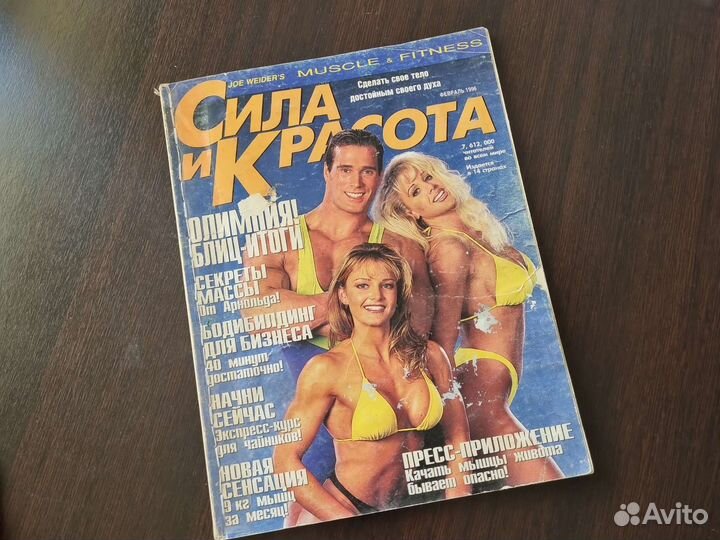 JOE WEIDER'S MUSCLE & FITNESS
Сделать свое тело
достойным своего духа
ФЕВРАЛЬ 1996
СИЛА
И КРАСОТА
7, 612, 000
читателей
во всем мире
Издается
в 14 странах
ОЛИМПИЯ!
БЛИЦ-ИТОГИ
СЕКРЕТЫ
МАССЫ
От Арнольда!
БОДИБИЛДИНГ
ДЛЯ БИЗНЕСА
40 минут
достаточно!
НАЧНИ
СЕЙЧАС
Экспресс-курс
для чайников!
НОВАЯ
СЕНСАЦИЯ
9 кг мышц
за месяц!
ПРЕСС-ПРИЛОЖЕНИЕ
Качать мышцы живота
бывает опасно!
Avito